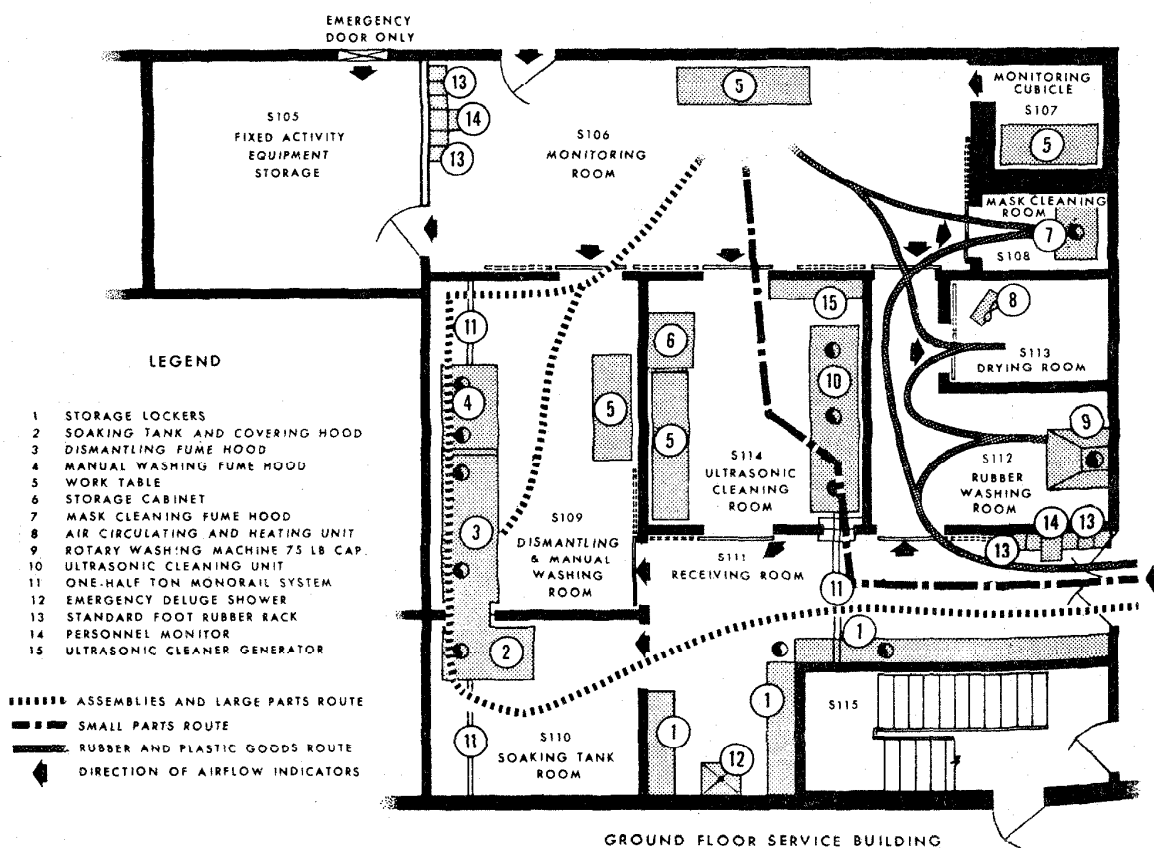 EMERGENCY
DOOR ONLY
S105
FIXED ACTIVITY
EQUIPMENT
STORAGE
13
14
13
S106
MONITORING
ROOM
5
MONITORING
CUBICLE
S107
5
MASK CLEANING
ROOM
7
S108
8
S113
DRYING ROOM
11
4
3
5
S109
DISMANTLING
& MANUAL
WASHING
ROOM
6
5
15
10
S114
ULTRASONIC
CLEANING
ROOM
9
S112
RUBBER
WASHING
ROOM
14
13
13
S111
RECEIVING ROOM
11
1
2
11
S110
SOAKING TANK
ROOM
1
12
1
S115
LEGEND
1 STORAGE LOCKERS
2 SOAKING TANK AND COVERING HOOD
3 DISMANTLING FUME HOOD
4 MANUAL WASHING FUME HOOD
5 WORK TABLE
6 STORAGE CABINET
7 MASK CLEANING FUME HOOD
8 AIR CIRCULATING AND HEATING UNIT
9 ROTARY WASHING MACHINE 75 LB CAP.
10 ULTRASONIC CLEANING UNIT
11 ONE-HALF TON MONORAIL SYSTEM
12 EMERGENCY DELUGE SHOWER
13 STANDARD FOOT RUBBER RACK
14 PERSONNEL MONITOR
15 ULTRASONIC CLEANER GENERATOR
ASSEMBLIES AND LARGE PARTS ROUTE
SMALL PARTS ROUTE
RUBBER AND PLASTIC GOODS ROUTE
DIRECTION OF AIRFLOW INDICATORS
GROUND FLOOR SERVICE BUILDING